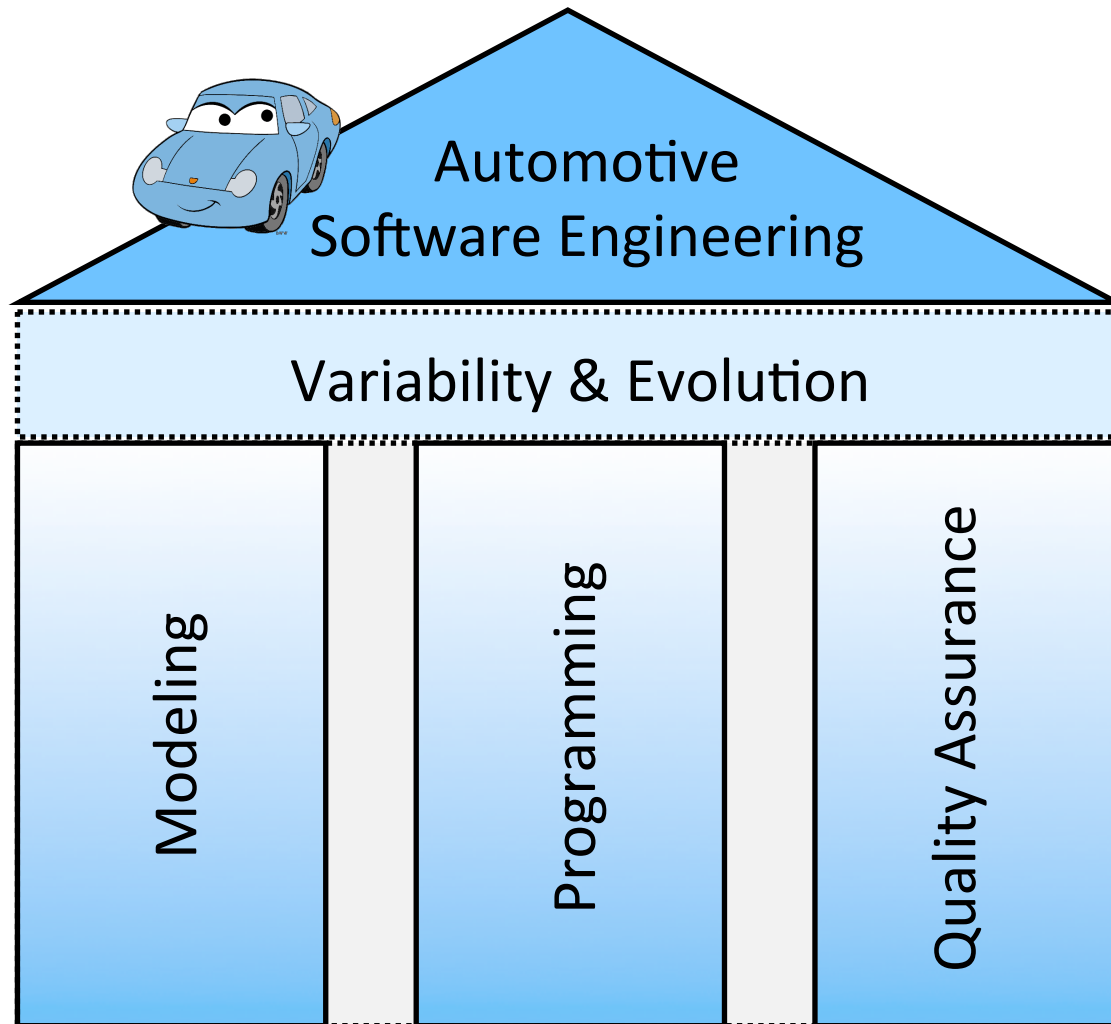 Automotive
Software Engineering
Variability & Evolution
Modeling
Programming
Quality Assurance